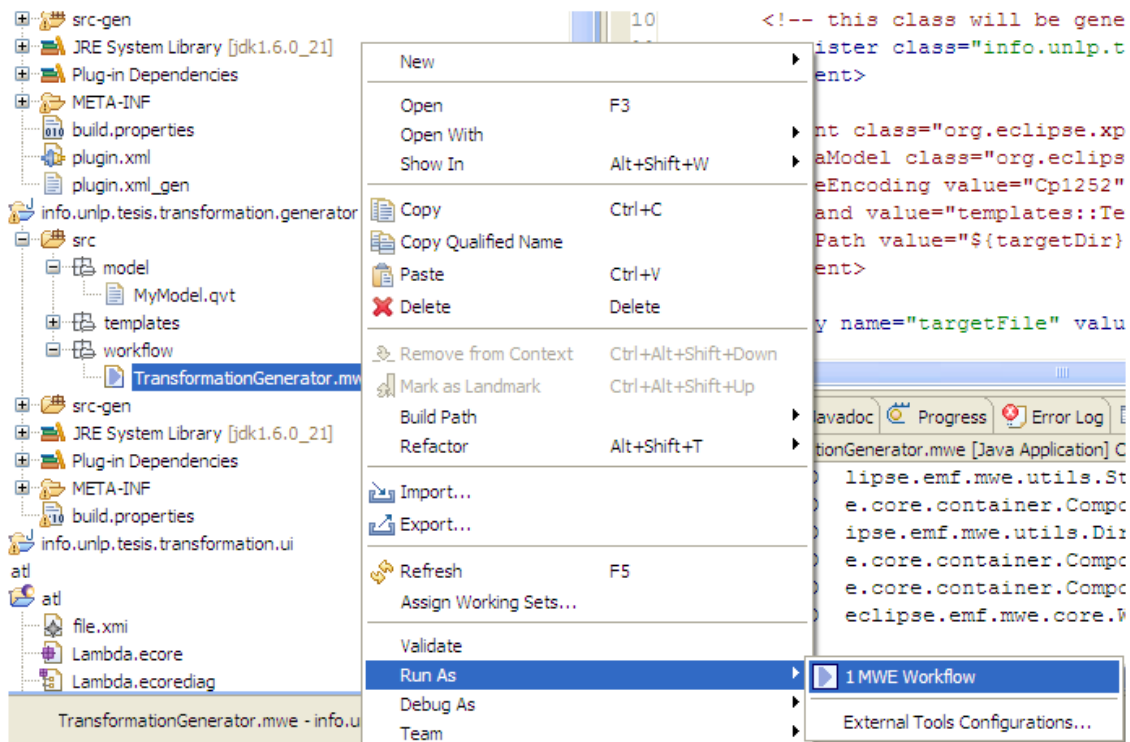 src-gen
JRE System Library [jdk1.6.0_21]
Plug-in Dependencies
META-INF
build.properties
plugin.xml
plugin.xml_gen
info.unlp.tesis.transformation.generator
src
model
MyModel.qvt
templates
workflow
TransformationGenerator.mw
src-gen
JRE System Library [jdk1.6.0_21]
Plug-in Dependencies
META-INF
build.properties
info.unlp.tesis.transformation.ui
atl
atl
file.xmi
Lambda.ecore
Lambda.ecorediag
TransformationGenerator.mwe - info.u
New
Open F3
Open With
Show In Alt+Shift+W
Copy Ctrl+C
Copy Qualified Name
Paste Ctrl+V
Delete Delete
Remove from Context Ctrl+Alt+Shift+Down
Mark as Landmark Ctrl+Alt+Shift+Up
Build Path
Refactor Alt+Shift+T
Import...
Export...
Refresh F5
Assign Working Sets...
Validate
Run As
Debug As
Team
1 MWE Workflow
External Tools Configurations...
10 <!-- this class will be gene
ister class="info.unlp.t
ent>
nt class="org.eclipse.xp
aModel class="org.eclips
eEncoding value="Cp1252"
and value="templates::Te
Path value="${targetDir}
ent>
y name="targetFile" valu
Javadoc Progress Error Log
tionGenerator.mwe [Java Application] C
lipse.emf.mwe.utils.St
e.core.container.Compo
ipse.emf.mwe.utils.Dir
e.core.container.Compo
e.core.container.Compo
eclipse.emf.mwe.core.W